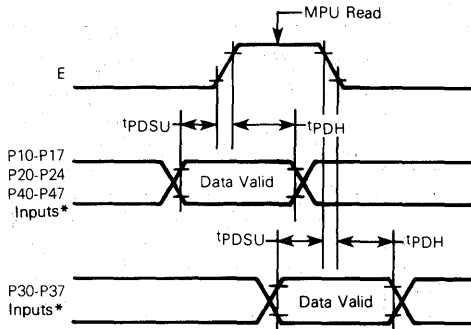 MPU Read
E
tPDSU
tPDH
P10-P17
P20-P24
P40-P47
Inputs*
Data Valid
tPDSU
tPDH
P30-P37
Inputs*
Data Valid